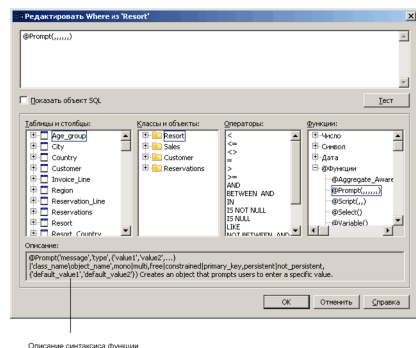 Редактировать Where из 'Resort'
@Prompt(,,,,,,)
Показать объект SQL
Тест
Таблицы и столбцы:
Классы и объекты:
Операторы:
Функции:
Age_group
City
Country
Customer
Invoice_Line
Region
Reservation_Line
Reservations
Resort
Resort_Country
Resort
Sales
Customer
Reservations
<
<=
<>
=
>
>=
AND
BETWEEN AND
IN
IS NOT NULL
IS NULL
LIKE
NOT BETWEEN AND
Число
Символ
Дата
@Функции
@Aggregate_Aware
@Prompt(,,,,,,)
@Script(,,)
@Select()
@Variable()
Описание:
@Prompt('message','type',{'value1','value2',...}
|'class_name\object_name',mono|multi,free|constrained|primary_key,persistent|not_persistent,
{'default_value1','default_value2'}) Creates an object that prompts users to enter a specific value.
OK
Отменить
Справка
Описание синтаксиса функции